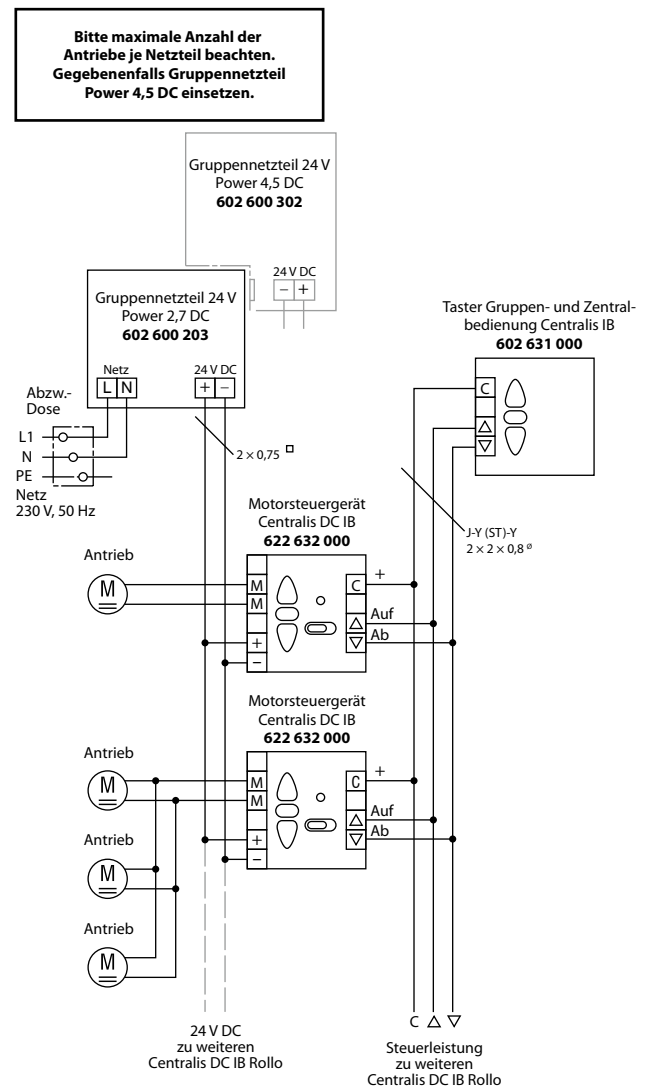 Bitte maximale Anzahl der
Antriebe je Netzteil beachten.
Gegebenenfalls Gruppennetzteil
Power 4,5 DC einsetzen.
Gruppennetzteil 24 V
Power 4,5 DC
602 600 302
24 V DC
− +
Gruppennetzteil 24 V
Power 2,7 DC
602 600 203
Netz
24 V DC
L N
+ −
Taster Gruppen- und Zentral-
bedienung Centralis IB
602 631 000
C
△
▽
Abzw.-
Dose
L1
N
PE
Netz
230 V, 50 Hz
2 × 0,75 □
J-Y (ST)-Y
2 × 2 × 0,8 ø
Motorsteuergerät
Centralis DC IB
622 632 000
Antrieb
M
M
M
+
−
C
△
▽
+
Auf
Ab
Motorsteuergerät
Centralis DC IB
622 632 000
Antrieb
M
M
M
+
−
C
△
▽
+
Auf
Ab
Antrieb
M
Antrieb
M
24 V DC
zu weiteren
Centralis DC IB Rollo
C △ ▽
Steuerleistung
zu weiteren
Centralis DC IB Rollo